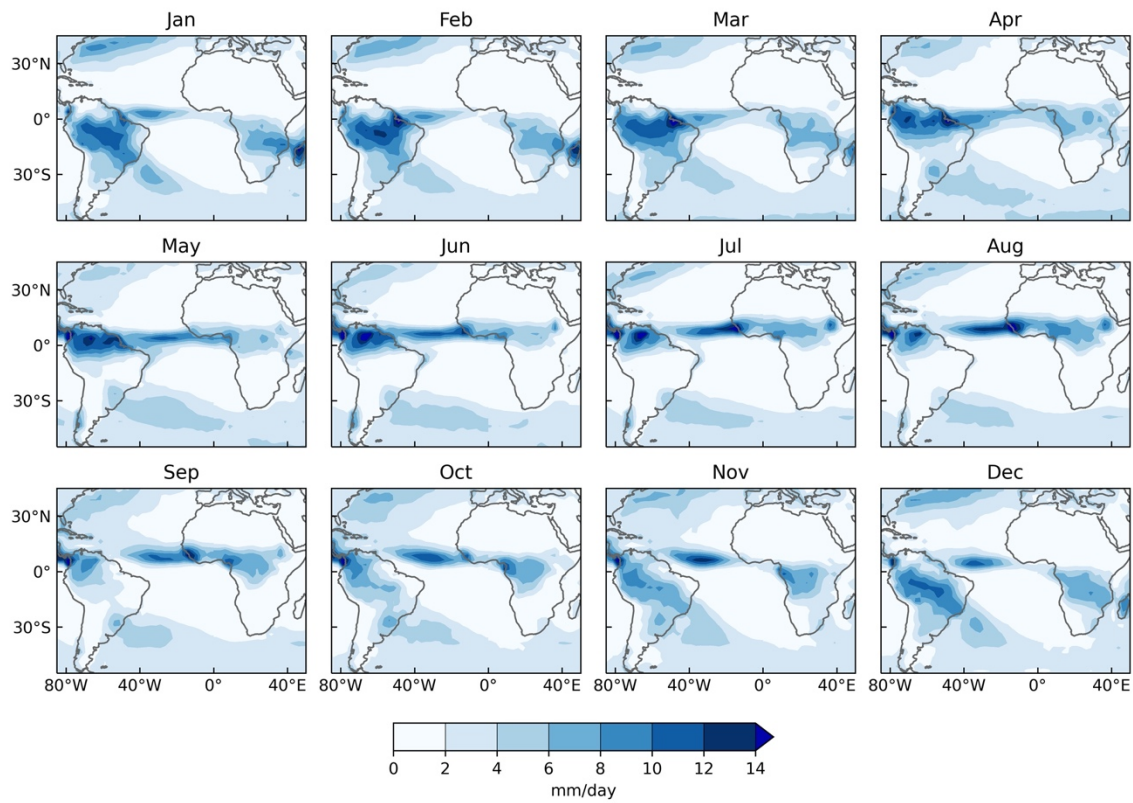 Jan Feb Mar Apr
30°N
0°
30°S
May Jun Jul Aug
30°N
0°
30°S
Sep Oct Nov Dec
30°N
0°
30°S
80°W 40°W 0° 40°E 80°W 40°W 0° 40°E 80°W 40°W 0° 40°E 80°W 40°W 0° 40°E
0 2 4 6 8 10 12 14
mm/day